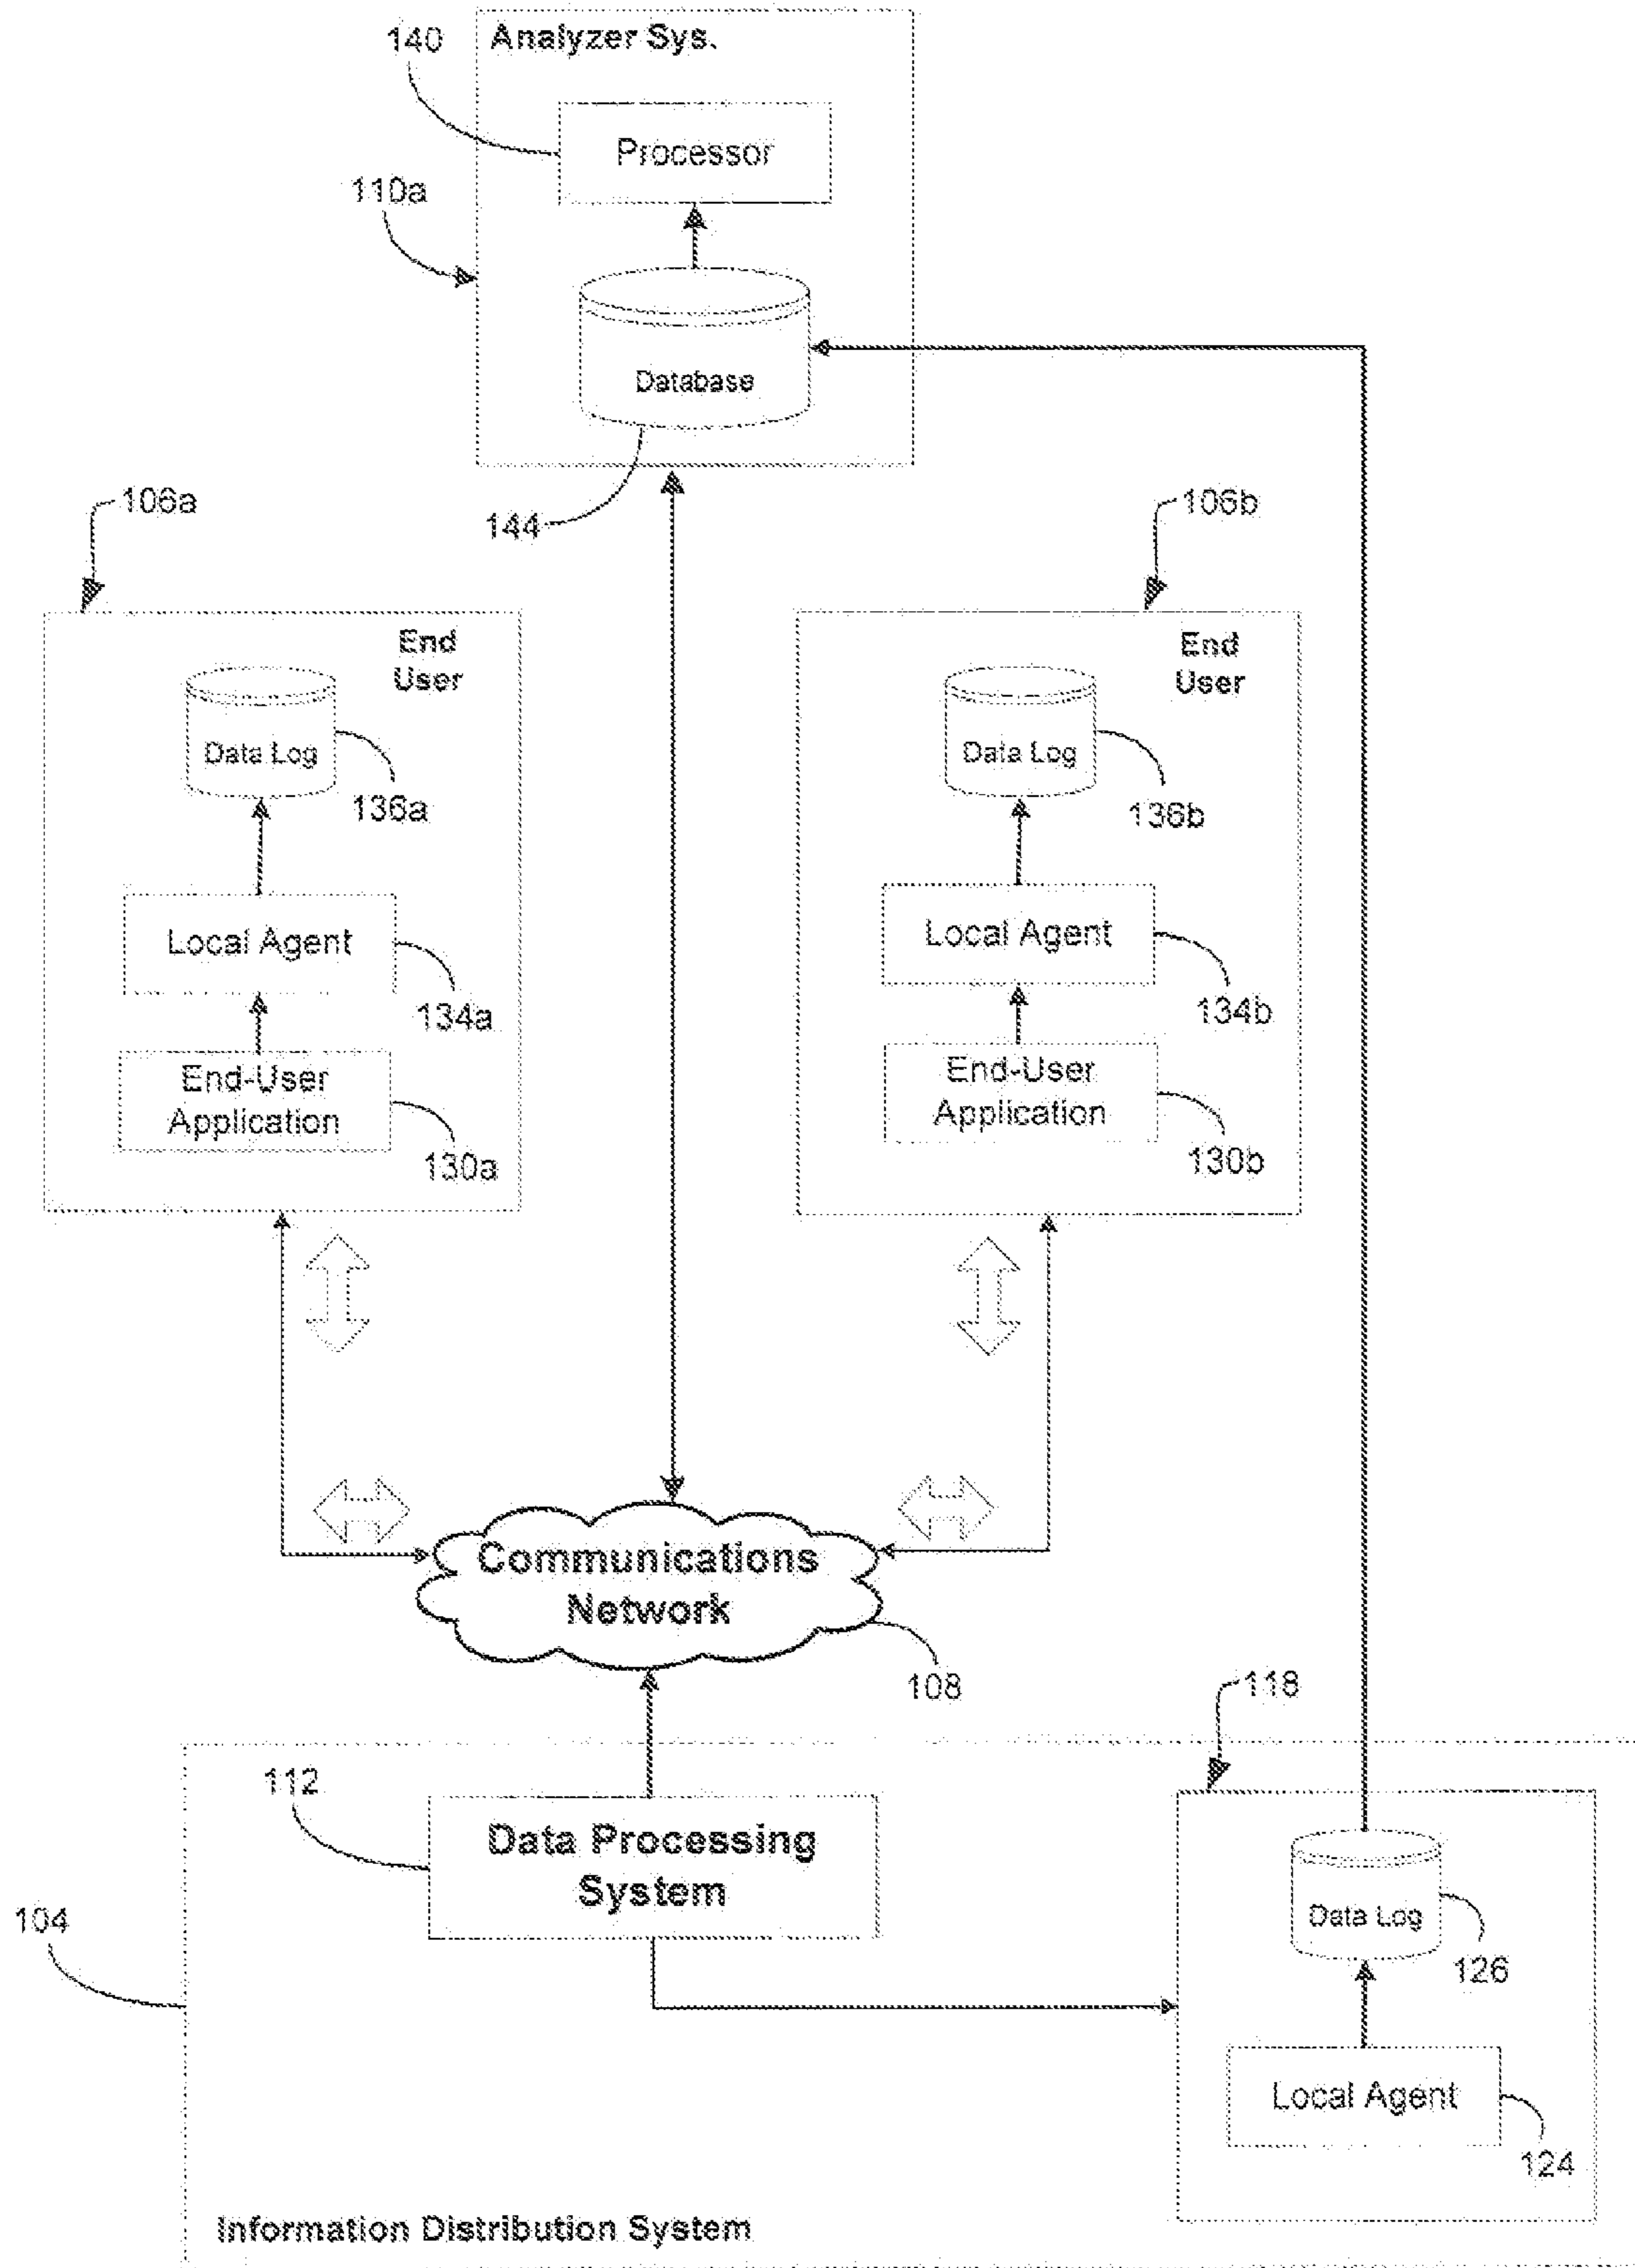 140
Analyzer Sys.
Processor
110a
Database
144
106a
106b
End
User
Data Log
136a
Local Agent
134a
End-User
Application
130a
End
User
Data Log
136b
Local Agent
134b
End-User
Application
130b
Communications
Network
108
118
112
Data Processing
System
104
Data Log
126
Local Agent
124
Information Distribution System